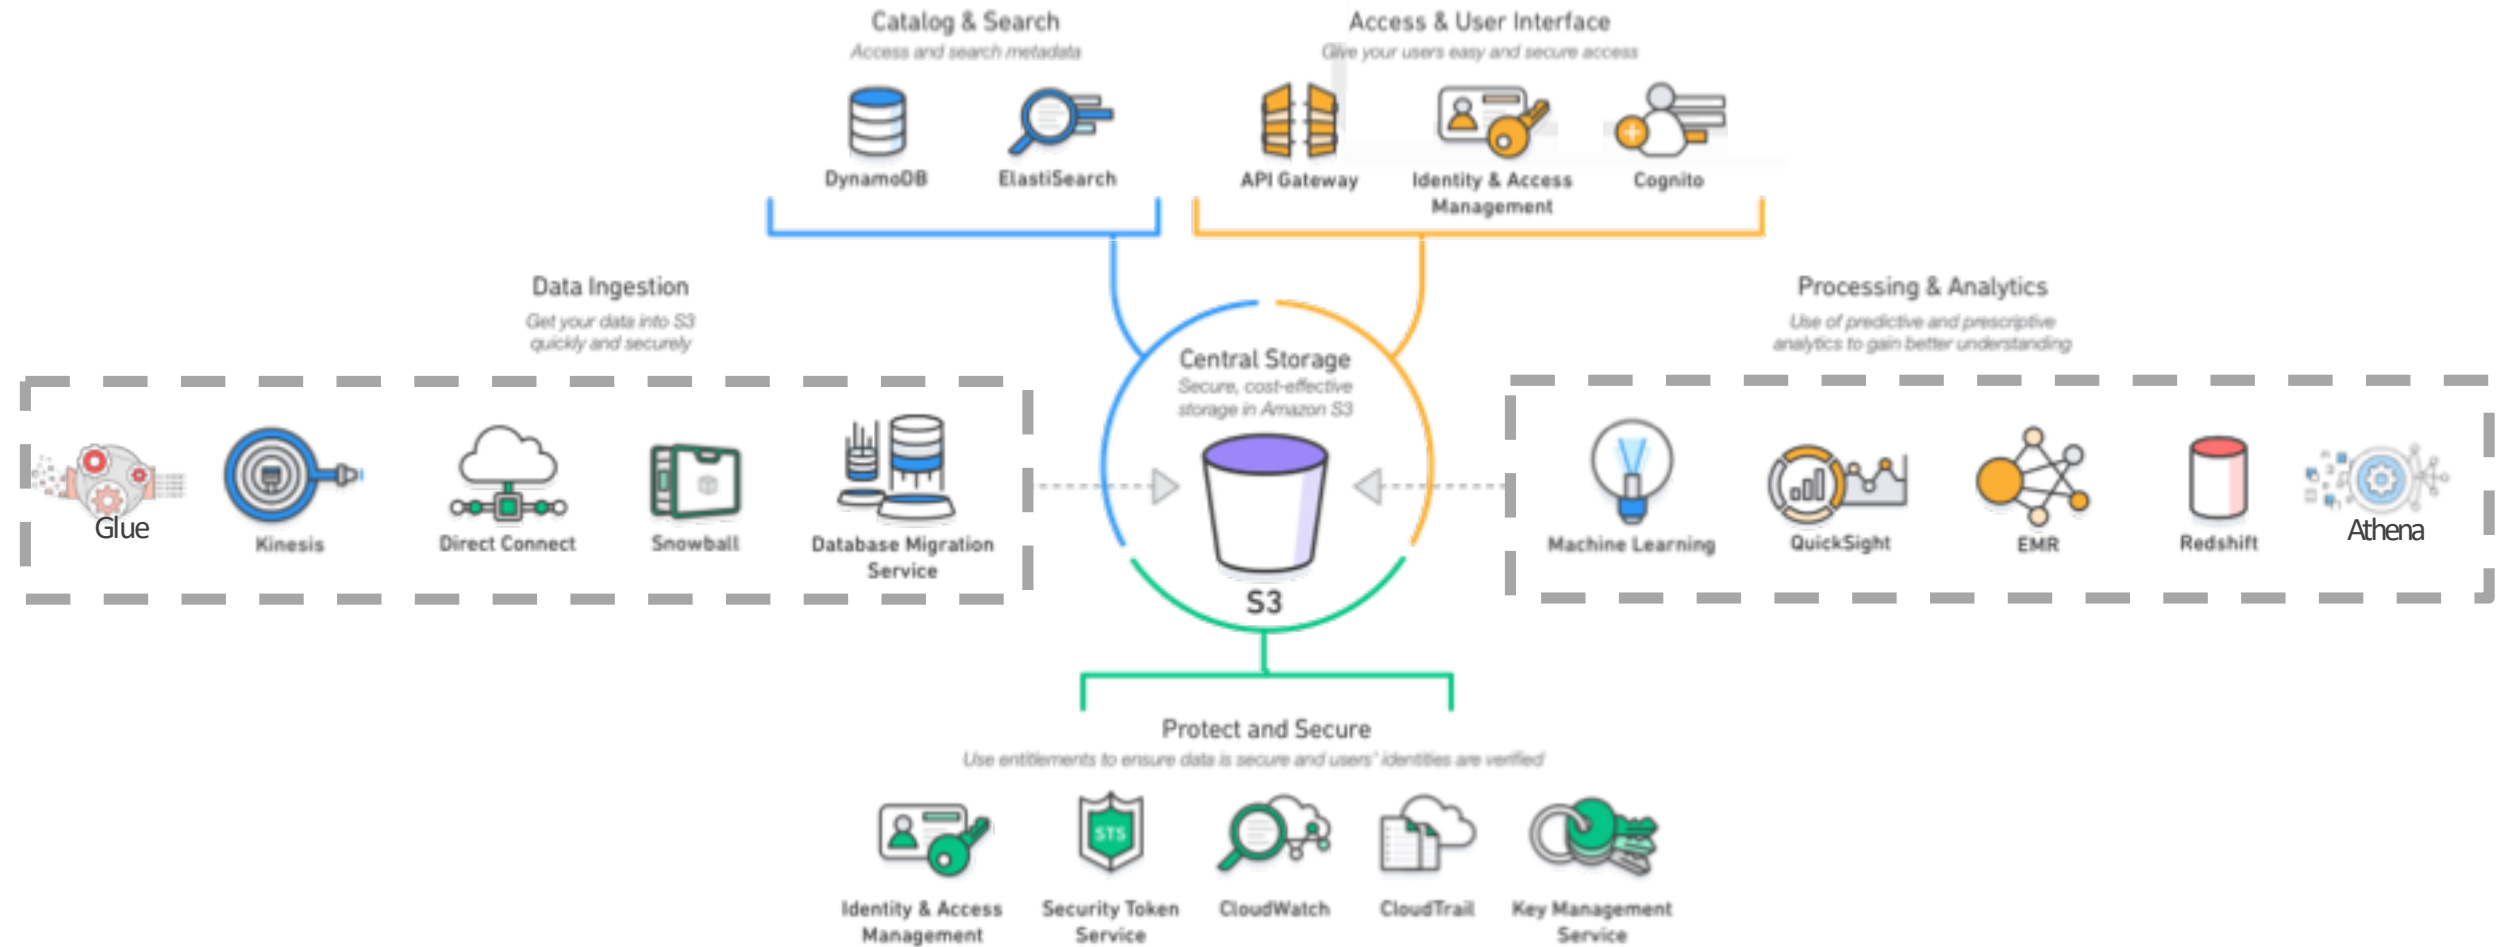 Catalog & Search
Access and search metadata
DynamoDB
ElastiSearch
Access & User Interface
Give your users easy and secure access
API Gateway
Identity & Access
Management
Cognito
Data Ingestion
Get your data into S3
quickly and securely
Glue
Kinesis
Direct Connect
Snowball
Database Migration
Service
Central Storage
Secure, cost-effective
storage in Amazon S3
S3
Processing & Analytics
Use of predictive and prescriptive
analytics to gain better understanding
Machine Learning
QuickSight
EMR
Redshift
Athena
Protect and Secure
Use entitlements to ensure data is secure and users' identities are verified
Identity & Access
Management
STS
Security Token
Service
CloudWatch
CloudTrail
Key Management
Service